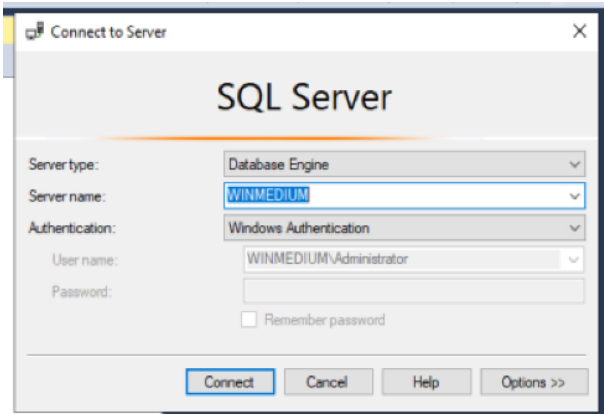 Connect to Server
SQL Server
Server type: Database Engine
Server name: WINMEDIUM
Authentication: Windows Authentication
User name: WINMEDIUM\Administrator
Password:
Remember password
Connect Cancel Help Options >>